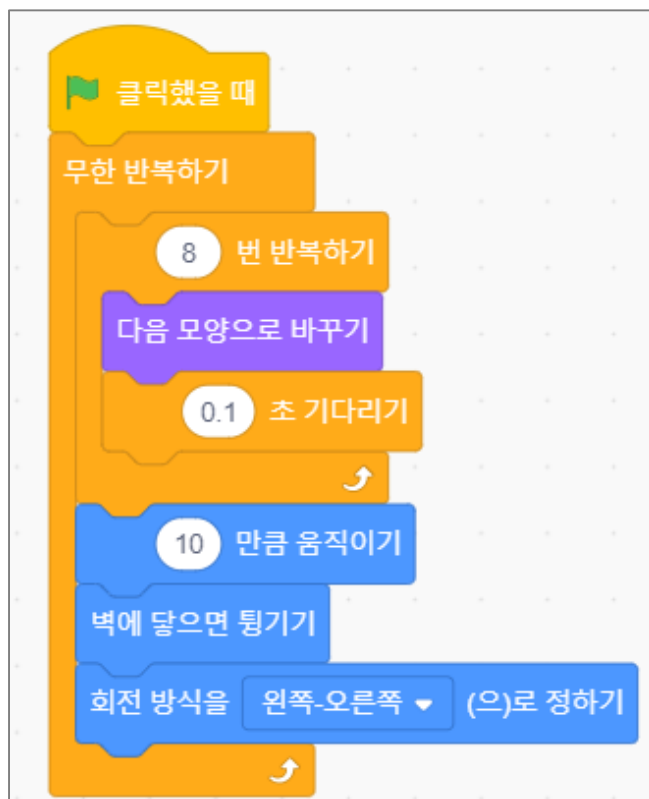 클릭했을 때
무한 반복하기
8 번 반복하기
다음 모양으로 바꾸기
0.1 초 기다리기
10 만큼 움직이기
벽에 닿으면 튕기기
회전 방식을 왼쪽-오른쪽 (으)로 정하기